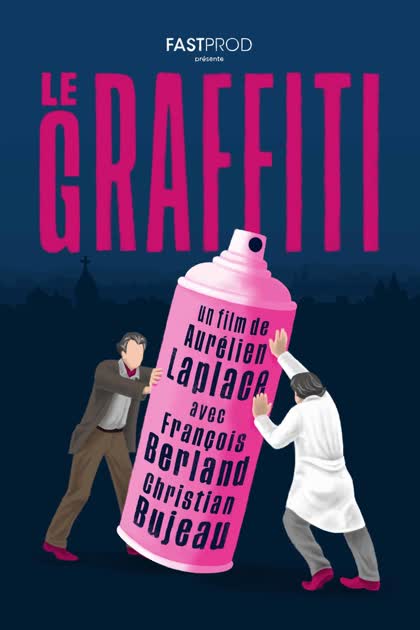 FASTPROD
présente
LE
GRAFFITI
un film de
Aurélien
Laplace
avec
François
Berland
Christian
Bujeau